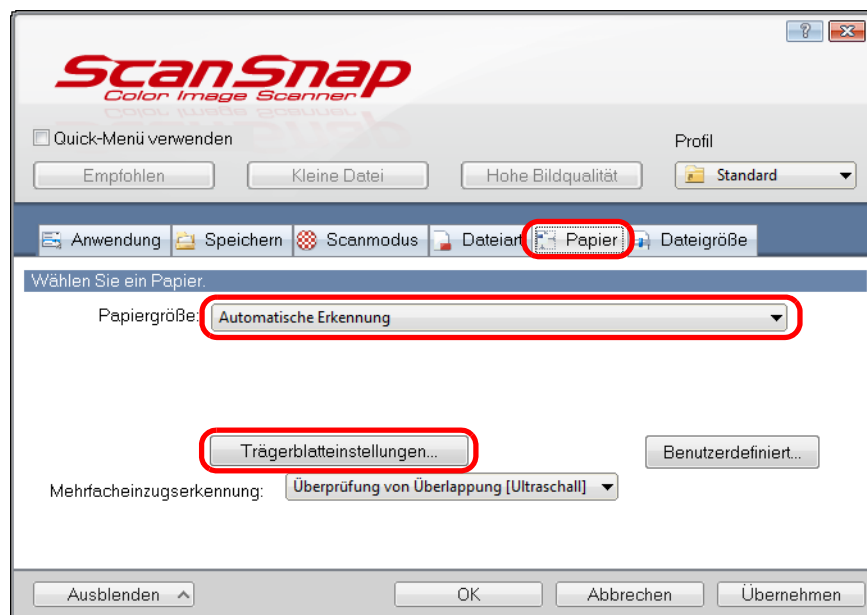 ScanSnap
Color Image Scanner
Quick-Menü verwenden
Profil
Empfohlen
Kleine Datei
Hohe Bildqualität
Standard
Anwendung
Speichern
Scanmodus
Dateiart
Papier
Dateigröße
Wählen Sie ein Papier.
Papiergröße:
Automatische Erkennung
Trägerblatteinstellungen...
Benutzerdefiniert...
Mehrfacheinzugserkennung:
Überprüfung von Überlappung [Ultraschall]
Ausblenden
OK
Abbrechen
Übernehmen